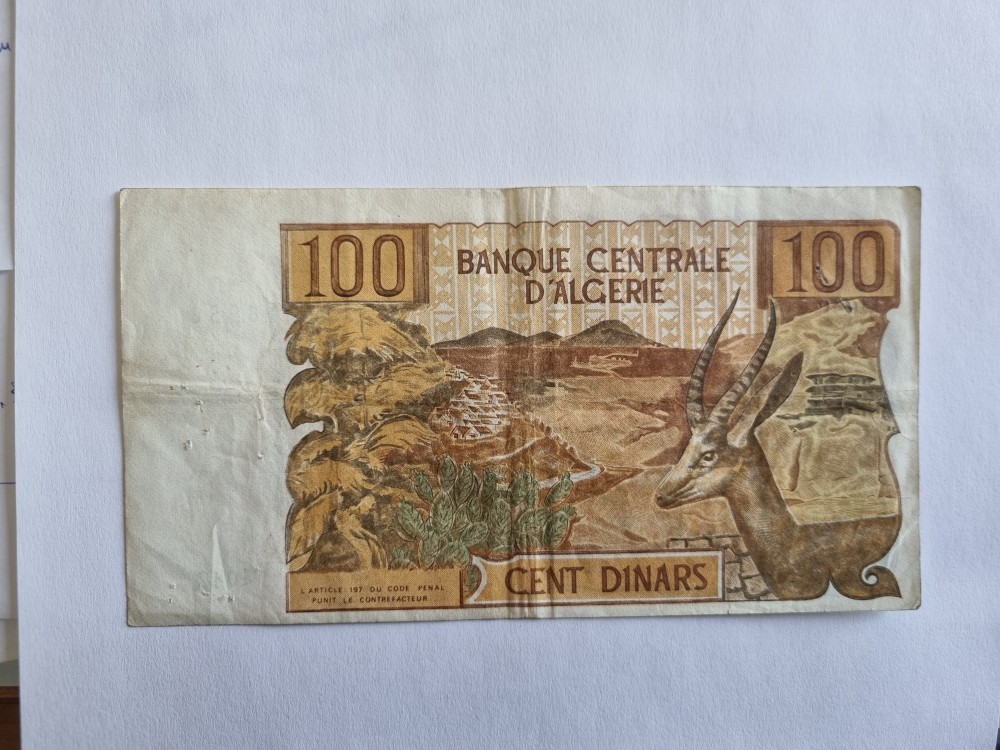 100
BANQUE CENTRALE
D'ALGERIE
100
CENT DINARS
L'ARTICLE 197 DU CODE PENAL
PUNIT LE CONTREFACTEUR